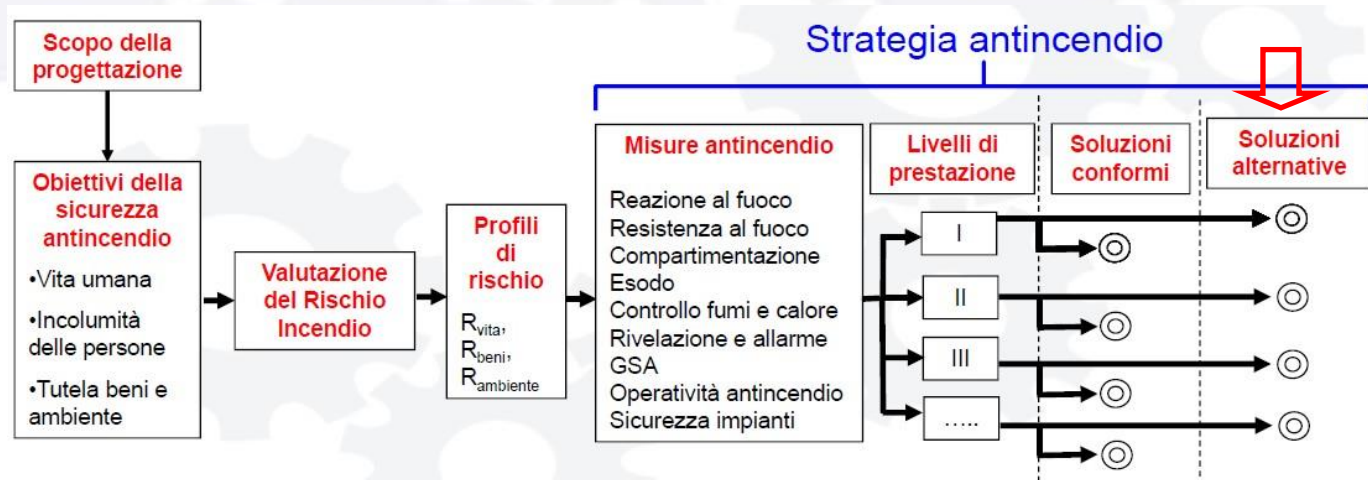 Strategia antincendio
Scopo della
progettazione
Obiettivi della
sicurezza
antincendio
•Vita umana
•Incolumità
delle persone
•Tutela beni e
ambiente
Valutazione
del Rischio
Incendio
Profili
di
rischio
Rvita,
Rbeni,
Rambiente
Misure antincendio
Reazione al fuoco
Resistenza al fuoco
Compartimentazione
Esodo
Controllo fumi e calore
Rivelazione e allarme
GSA
Operatività antincendio
Sicurezza impianti
Livelli di
prestazione
I
II
III
.....
Soluzioni
conformi
Soluzioni
alternative